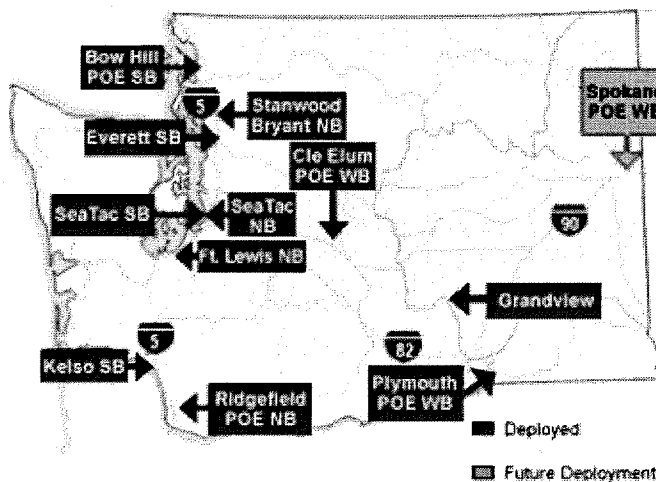 Bow Hill
POE SB
5
Stanwood
Bryant NB
Everett SB
Cle Elum
POE WB
Spokane
POE WB
SeaTac SB
SeaTac
NB
90
Ft. Lewis NB
Grandview
5
82
Kelso SB
Plymouth
POE WB
Ridgefield
POE NB
Deployed
Future Deployment